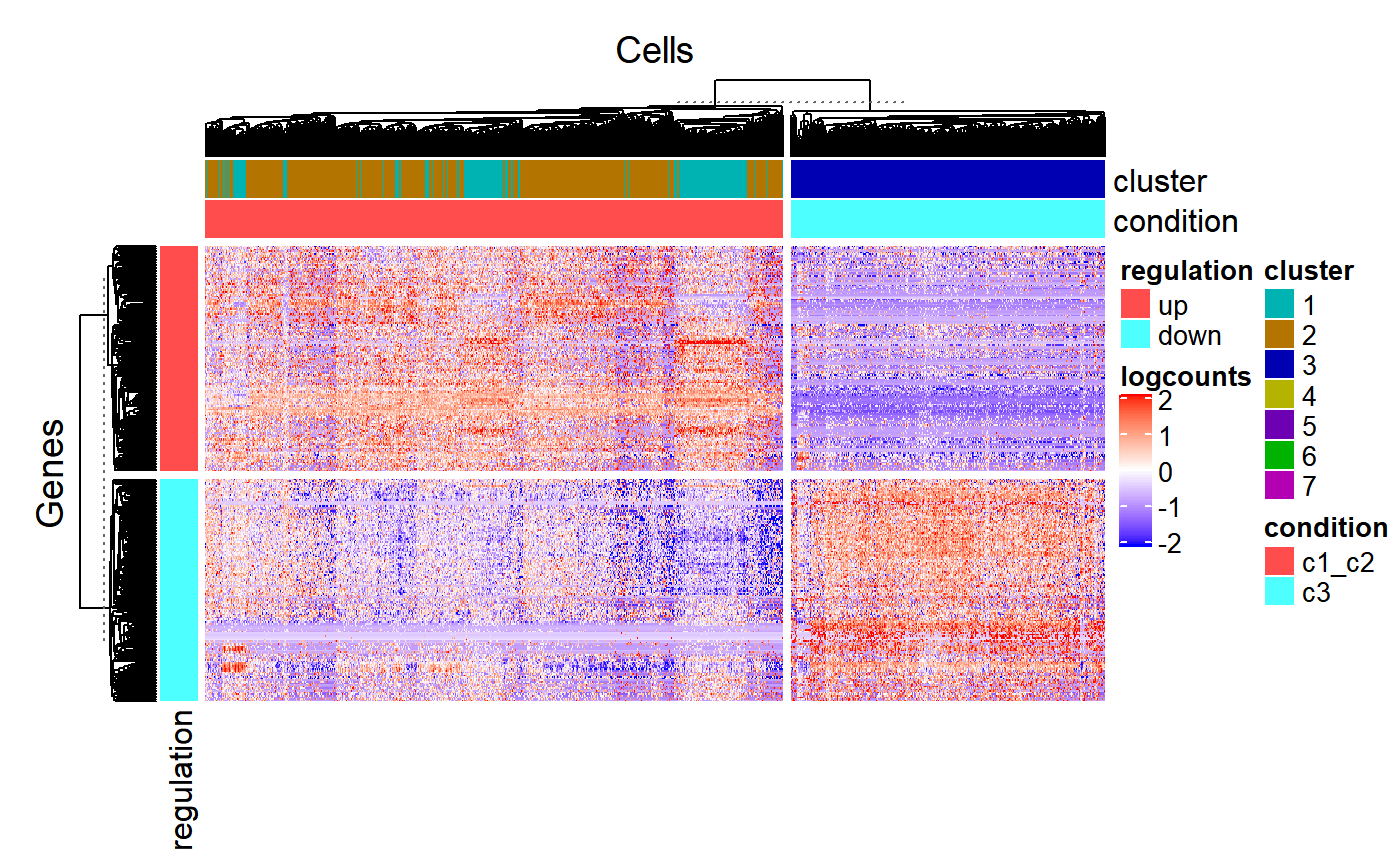 Cells
cluster
condition
regulation
up
down
logcounts
2
1
0
-1
-2
cluster
1
2
3
4
5
6
7
condition
c1_c2
c3
Genes
regulation